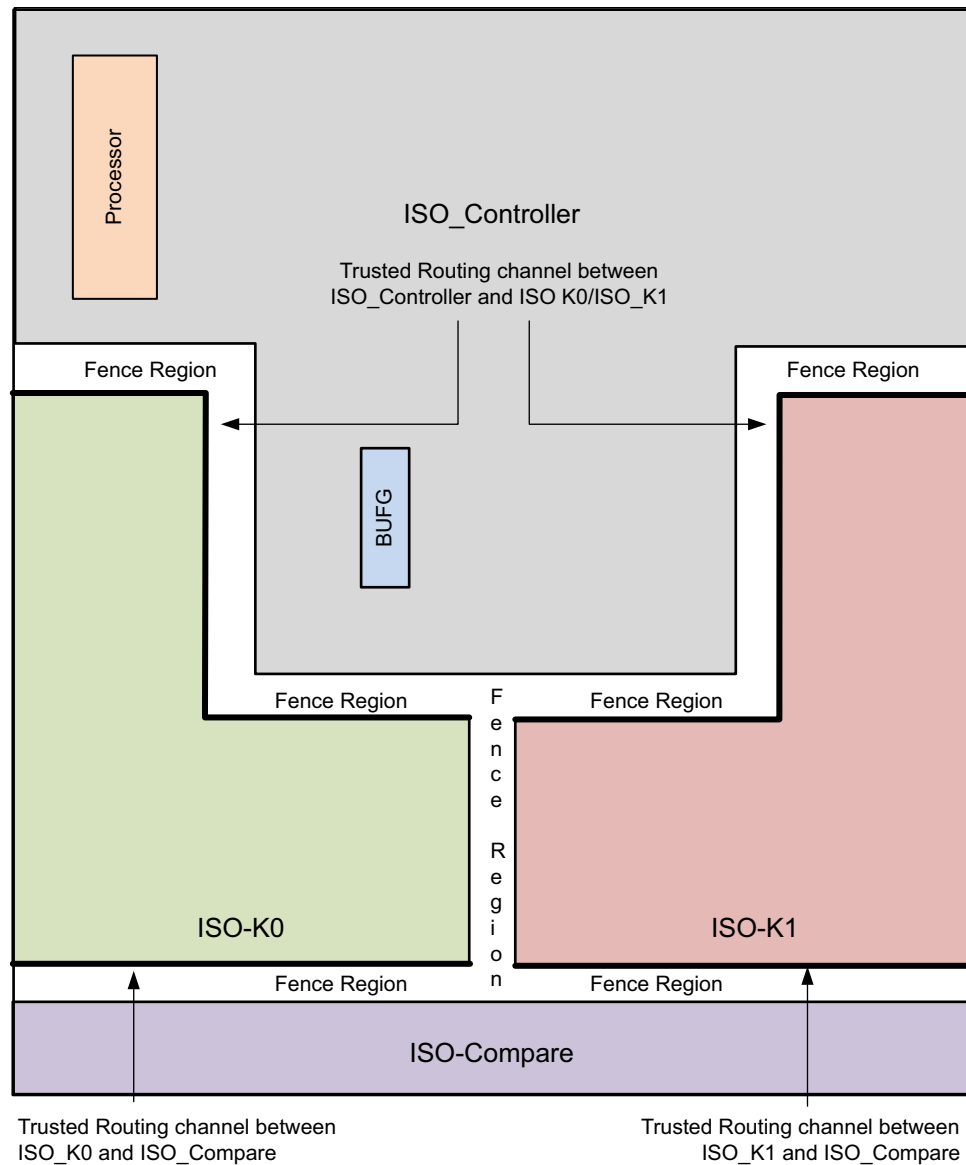 Processor
ISO_Controller
Trusted Routing channel between
ISO_Controller and ISO K0/ISO_K1
Fence Region
Fence Region
BUFG
Fence Region
Fence Region
Fence Region
ISO-K0
ISO-K1
Fence Region
Fence Region
ISO-Compare
Trusted Routing channel between
ISO_K0 and ISO_Compare
Trusted Routing channel between
ISO_K1 and ISO_Compare